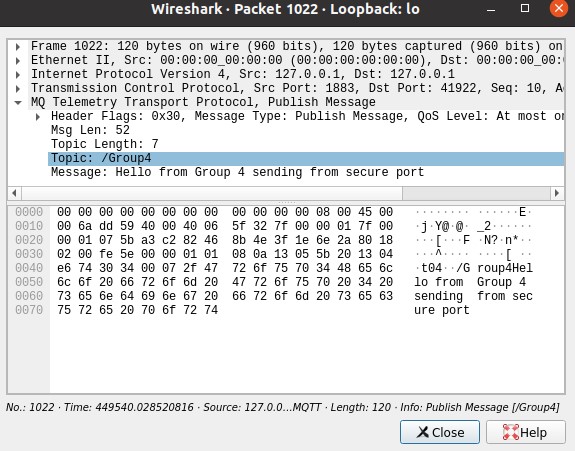 Wireshark · Packet 1022 · Loopback: lo
Frame 1022: 120 bytes on wire (960 bits), 120 bytes captured (960 bits) on
Ethernet II, Src: 00:00:00_00:00:00 (00:00:00:00:00:00), Dst: 00:00:00_00:
Internet Protocol Version 4, Src: 127.0.0.1, Dst: 127.0.0.1
Transmission Control Protocol, Src Port: 1883, Dst Port: 41922, Seq: 10, A
MQ Telemetry Transport Protocol, Publish Message
Header Flags: 0x30, Message Type: Publish Message, QoS Level: At most o
Msg Len: 52
Topic Length: 7
Topic: /Group4
Message: Hello from Group 4 sending from secure port
0000 00 00 00 00 00 00 00 00 00 00 00 00 08 00 45 00 ········ ······E·
0010 00 6a dd 59 40 00 40 06 5f 32 7f 00 00 01 7f 00 ·j·Y@·@· _2······
0020 00 01 07 5b a3 c2 82 46 8b 4e 3f 1e 6e 2a 80 18 ···[···F ·N?·n*··
0030 02 00 fe 5e 00 00 01 01 08 0a 13 05 5b 20 13 04 ···^···· ····[ ··
0040 e6 74 30 34 00 07 2f 47 72 6f 75 70 34 48 65 6c ·t04··/G roup4Hel
0050 6c 6f 20 66 72 6f 6d 20 47 72 6f 75 70 20 34 20 lo from Group 4
0060 73 65 6e 64 69 6e 67 20 66 72 6f 6d 20 73 65 63 sending from sec
0070 75 72 65 20 70 6f 72 74 ure port
No.: 1022 · Time: 449540.028520816 · Source: 127.0.0...MQTT · Length: 120 · Info: Publish Message [/Group4]
Close Help